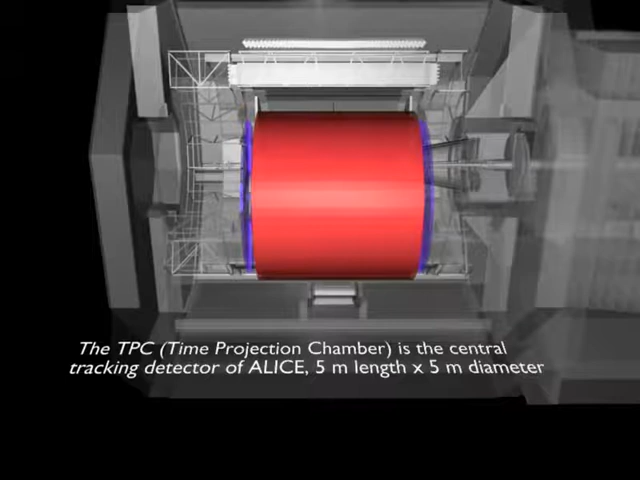 The TPC (Time Projection Chamber) is the central
tracking detector of ALICE, 5 m length x 5 m diameter